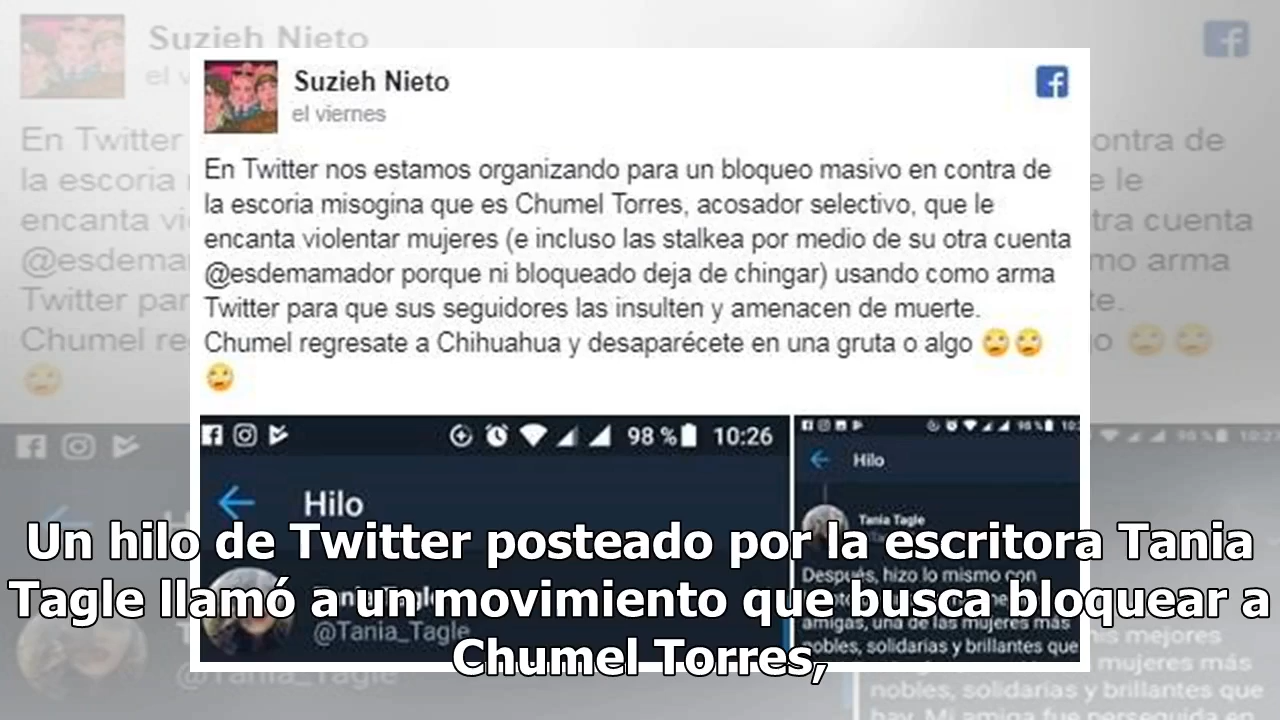 Suzieh Nieto
el viernes
En Twitter nos estamos organizando para un bloqueo masivo en contra de
la escoria misogina que es Chumel Torres, acosador selectivo, que le
encanta violentar mujeres (e incluso las stalkea por medio de su otra cuenta
@esdemamador porque ni bloqueado deja de chingar) usando como arma
Twitter para que sus seguidores las insulten y amenacen de muerte.
Chumel regresate a Chihuahua y desaparécete en una gruta o algo 🙄🙄
🙄
98 % 10:26
Hilo
@Tania_Tagle
Hilo
Tania Tagle
Después, hizo lo mismo con
amigas, una de las mujeres más
nobles, solidarias y brillantes que
Un hilo de Twitter posteado por la escritora Tania
Tagle llamó a un movimiento que busca bloquear a
Chumel Torres,